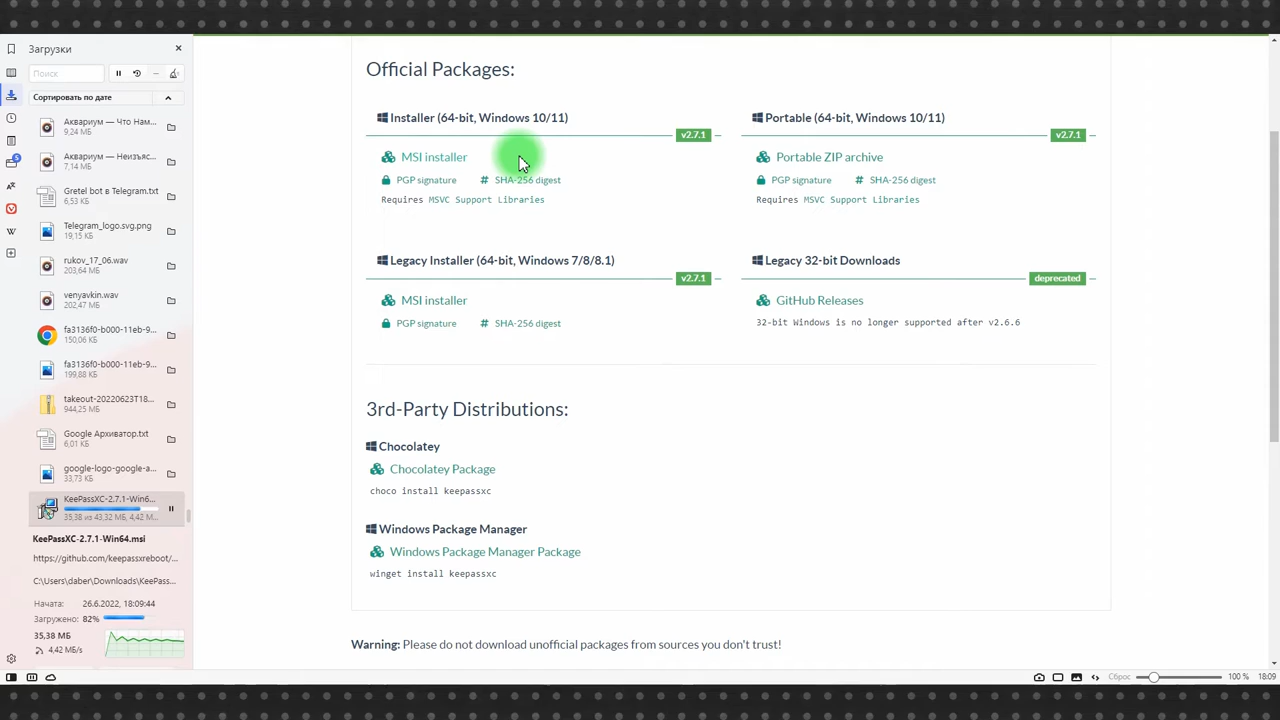 Загрузки
Поиск
Сортировать по дате
Аквариум — Что Нам...
9,24 МБ
Аквариум — Неизъяс...
7,14 МБ
Gretel bot в Telegram.txt
6,53 КБ
Telegram_logo.svg.png
19,15 КБ
rukov_17_06.wav
203,64 МБ
venyavkin.wav
202,47 МБ
fa3136f0-b000-11eb-9...
150,06 КБ
fa3136f0-b000-11eb-9...
199,88 КБ
takeout-20220623T18...
944,25 МБ
Google Архиватор.txt
6,01 КБ
google-logo-google-a...
33,73 КБ
KeePassXC-2.7.1-Win6...
35,38 из 43,32 МБ, 4,42 М...
KeePassXC-2.7.1-Win64.msi
https://github.com/keepassxreboot/...
C:\Users\daber\Downloads\KeePass...
Начата: 26.6.2022, 18:09:44
Загружено: 82%
35,38 МБ
4,42 МБ/s
5
Official Packages:
Installer (64-bit, Windows 10/11)
v2.7.1
MSI installer
PGP signature # SHA-256 digest
Requires MSVC Support Libraries
Portable (64-bit, Windows 10/11)
v2.7.1
Portable ZIP archive
PGP signature # SHA-256 digest
Requires MSVC Support Libraries
Legacy Installer (64-bit, Windows 7/8/8.1)
v2.7.1
MSI installer
PGP signature # SHA-256 digest
Legacy 32-bit Downloads
deprecated
GitHub Releases
32-bit Windows is no longer supported after v2.6.6
3rd-Party Distributions:
Chocolatey
Chocolatey Package
choco install keepassxc
Windows Package Manager
Windows Package Manager Package
winget install keepassxc
Warning: Please do not download unofficial packages from sources you don't trust!
Сброс 100 % 18:09